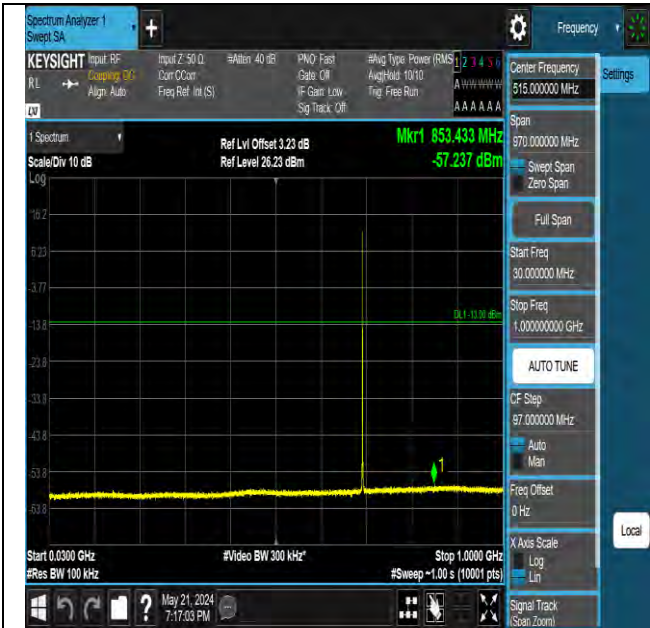 Spectrum Analyzer 1
Swept SA
+
Frequency
KEYSIGHT
RL
Input: RF
Coupling: DC
Align: Auto
Input Z: 50 Ω
Corr CCorr
Freq Ref: Int (S)
#Atten: 40 dB
PNO: Fast
Gate: Off
IF Gain: Low
Sig Track: Off
#Avg Type: Power (RMS
Avg|Hold: 10/10
Trig: Free Run
1 2 3 4 5 6
A W W W W W
A A A A A A
1 Spectrum
Scale/Div 10 dB
Log
Ref Lvl Offset 3.23 dB
Ref Level 26.23 dBm
Mkr1 853.433 MHz
-57.237 dBm
16.2
6.23
-3.77
-13.8
-23.8
-33.8
-43.8
-53.8
-63.8
DL1 -13.00 dBm
1
Start 0.0300 GHz
#Res BW 100 kHz
#Video BW 300 kHz*
Stop 1.0000 GHz
#Sweep ~1.00 s (10001 pts)
?
May 21, 2024
7:17:03 PM
Settings
Center Frequency
515.000000 MHz
Span
970.000000 MHz
Swept Span
Zero Span
Full Span
Start Freq
30.000000 MHz
Stop Freq
1.000000000 GHz
AUTO TUNE
CF Step
97.000000 MHz
Auto
Man
Freq Offset
0 Hz
X Axis Scale
Log
Lin
Signal Track
(Span Zoom)
Local